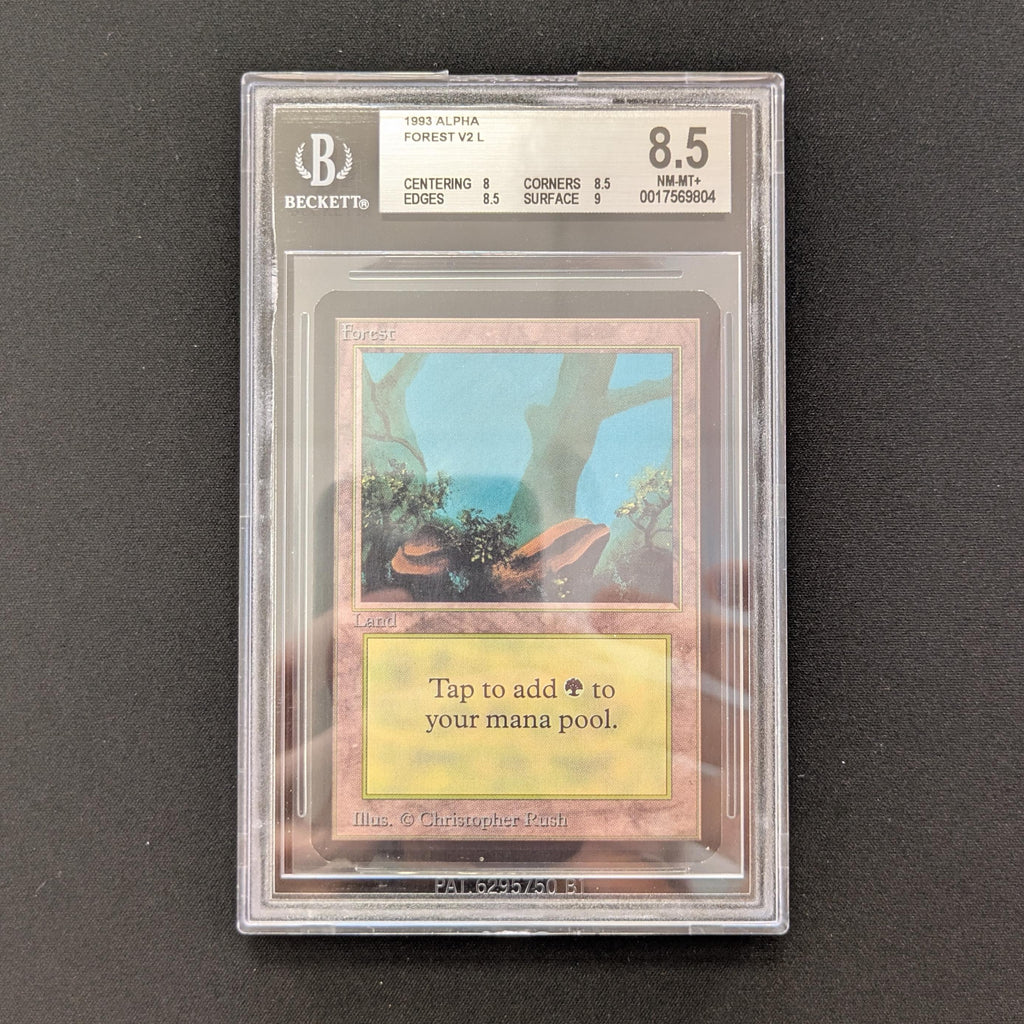 1993 ALPHA
FOREST V2 L
8.5
NM-MT+
0017569804
CENTERING 8 CORNERS 8.5
EDGES 8.5 SURFACE 9
B
BECKETT®
Forest
Land
Tap to add to
your mana pool.
Illus. © Christopher Rush
PAT.6295750 B1